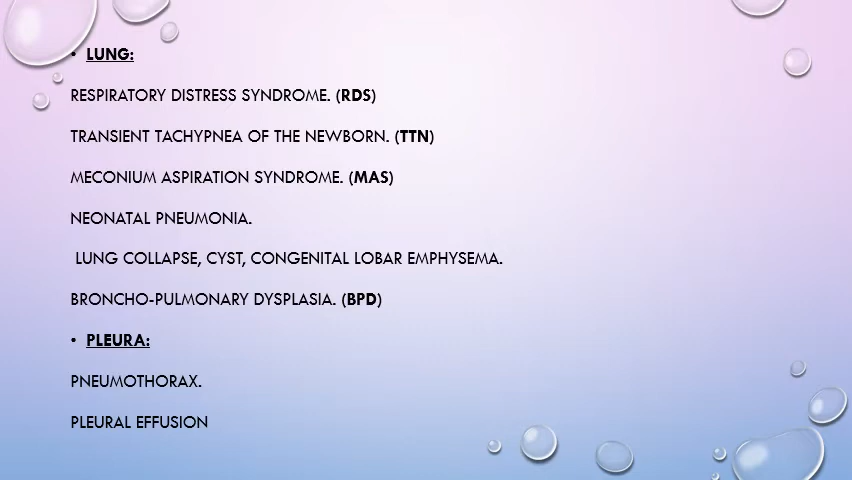 • LUNG:
RESPIRATORY DISTRESS SYNDROME. (RDS)
TRANSIENT TACHYPNEA OF THE NEWBORN. (TTN)
MECONIUM ASPIRATION SYNDROME. (MAS)
NEONATAL PNEUMONIA.
LUNG COLLAPSE, CYST, CONGENITAL LOBAR EMPHYSEMA.
BRONCHO-PULMONARY DYSPLASIA. (BPD)
• PLEURA:
PNEUMOTHORAX.
PLEURAL EFFUSION